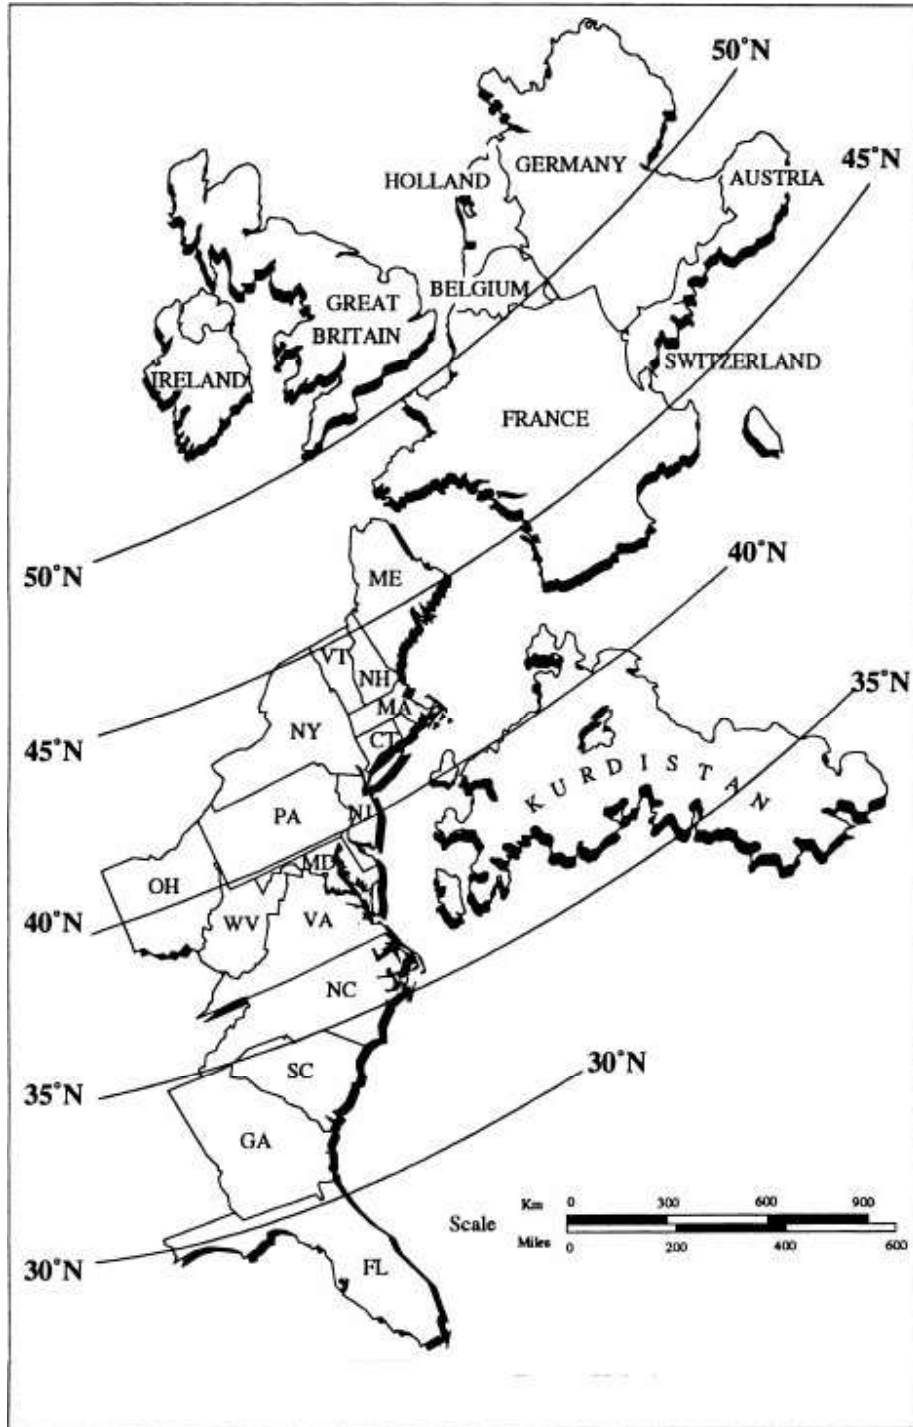 50°N
45°N
GERMANY
HOLLAND
AUSTRIA
BELGIUM
GREAT
BRITAIN
SWITZERLAND
IRELAND
FRANCE
50°N
40°N
ME
VT
NH
35°N
MA
NY
CT
45°N
KURDISTAN
PA
NJ
MD
OH
WV
VA
40°N
NC
30°N
SC
35°N
GA
Scale
Km 0 300 600 900
Miles 0 200 400 600
FL
30°N